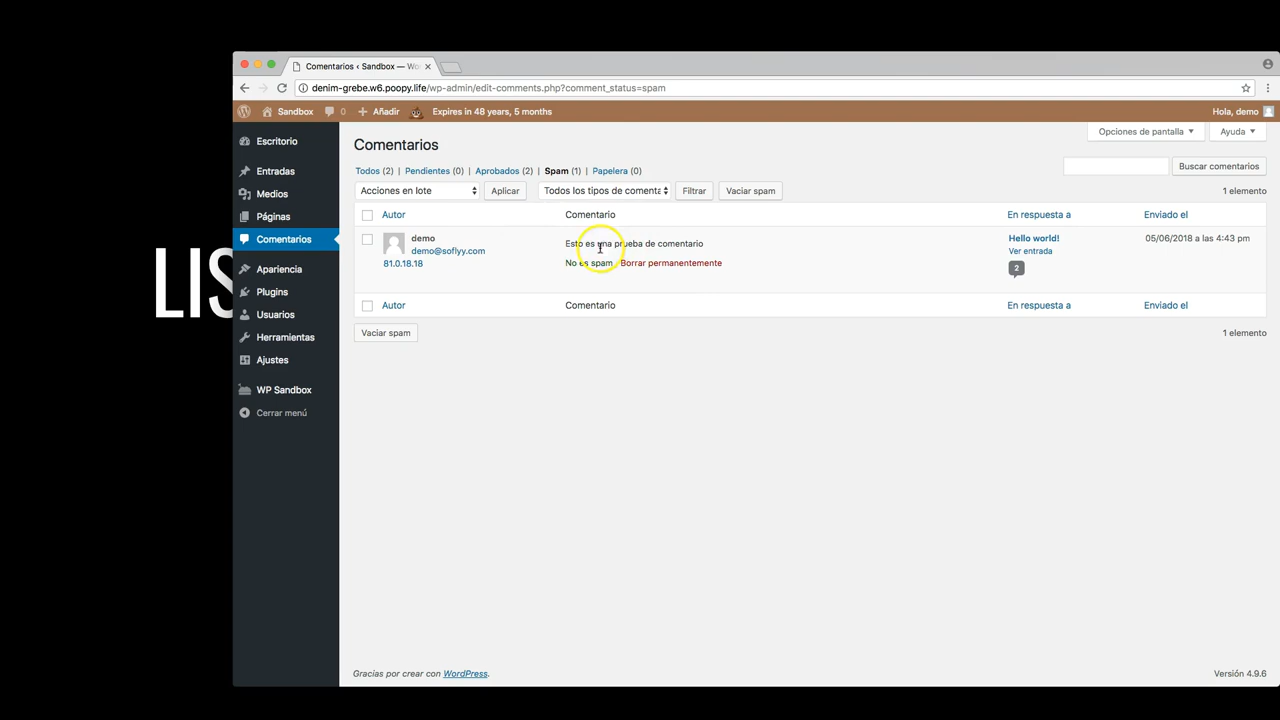 LIS
Comentarios ‹ Sandbox — Wo
denim-grebe.w6.poopy.life/wp-admin/edit-comments.php?comment_status=spam
Sandbox 0 + Añadir Expires in 48 years, 5 months Hola, demo
Opciones de pantalla Ayuda
Escritorio
Entradas
Medios
Páginas
Comentarios
Apariencia
Plugins
Usuarios
Herramientas
Ajustes
WP Sandbox
Cerrar menú
Comentarios
Todos (2) | Pendientes (0) | Aprobados (2) | Spam (1) | Papelera (0)
Buscar comentarios
Acciones en lote Aplicar Todos los tipos de comenta Filtrar Vaciar spam 1 elemento
Autor Comentario En respuesta a Enviado el
demo
demo@soflyy.com
81.0.18.18
Esto es una prueba de comentario
No es spam Borrar permanentemente
Hello world!
Ver entrada
2
05/06/2018 a las 4:43 pm
Autor Comentario En respuesta a Enviado el
Vaciar spam 1 elemento
Gracias por crear con WordPress. Versión 4.9.6